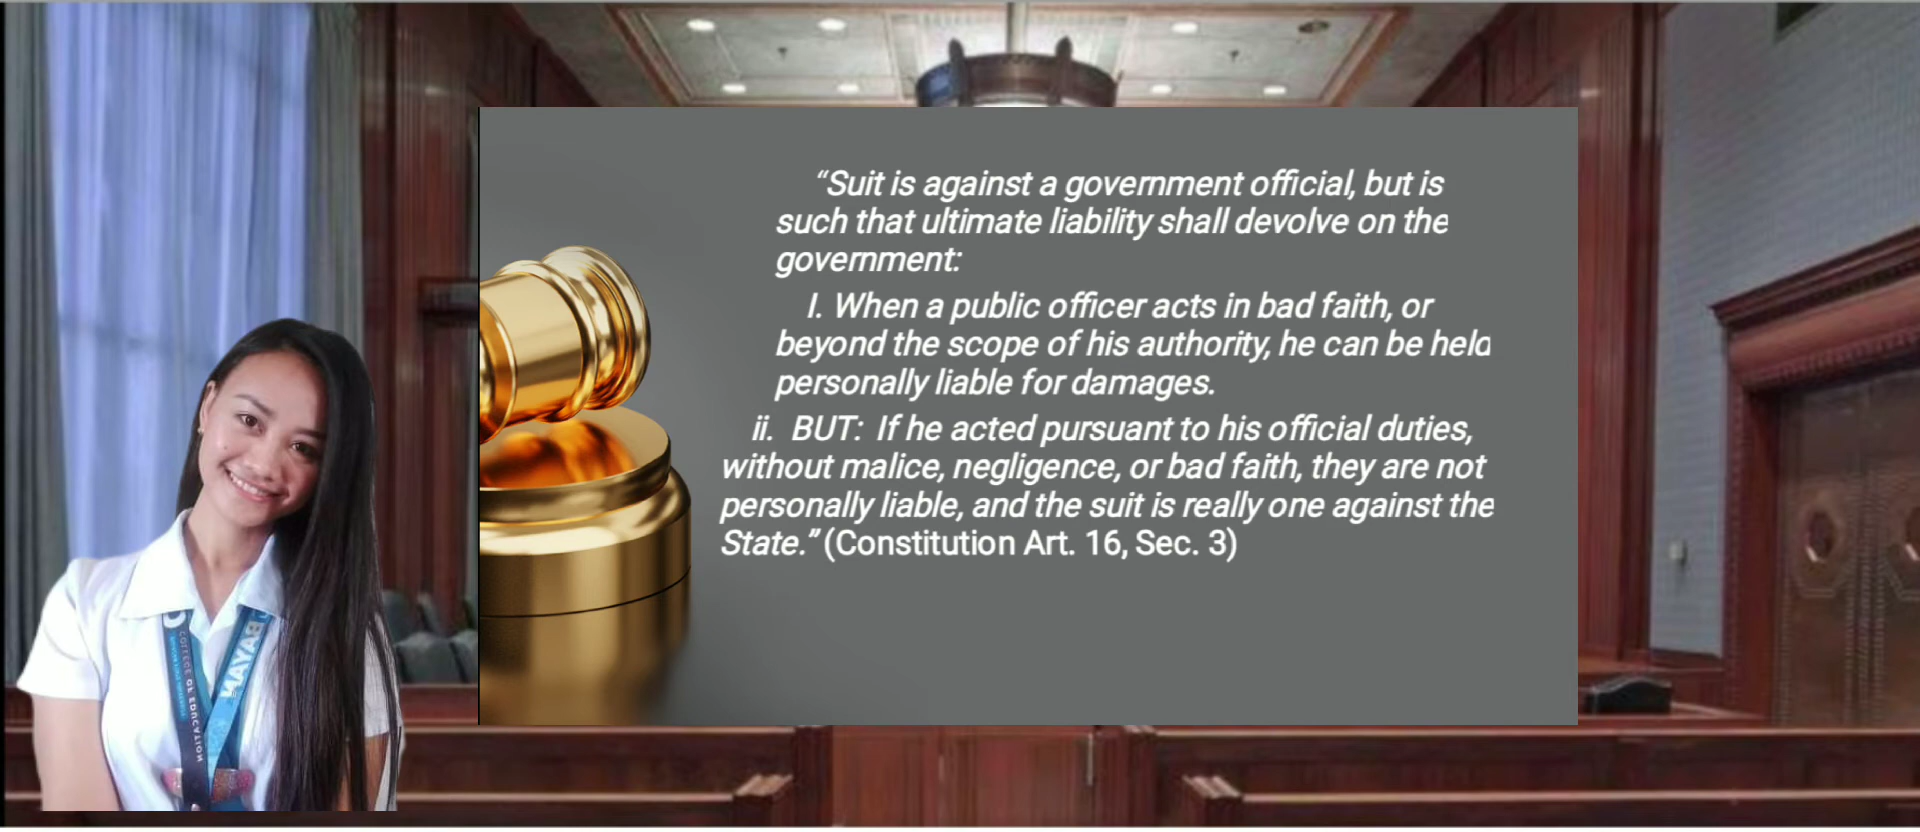 “Suit is against a government official, but is
such that ultimate liability shall devolve on the
government:
I. When a public officer acts in bad faith, or
beyond the scope of his authority, he can be held
personally liable for damages.
ii. BUT: If he acted pursuant to his official duties,
without malice, negligence, or bad faith, they are not
personally liable, and the suit is really one against the
State.” (Constitution Art. 16, Sec. 3)
COLLEGE OF EDUCATION